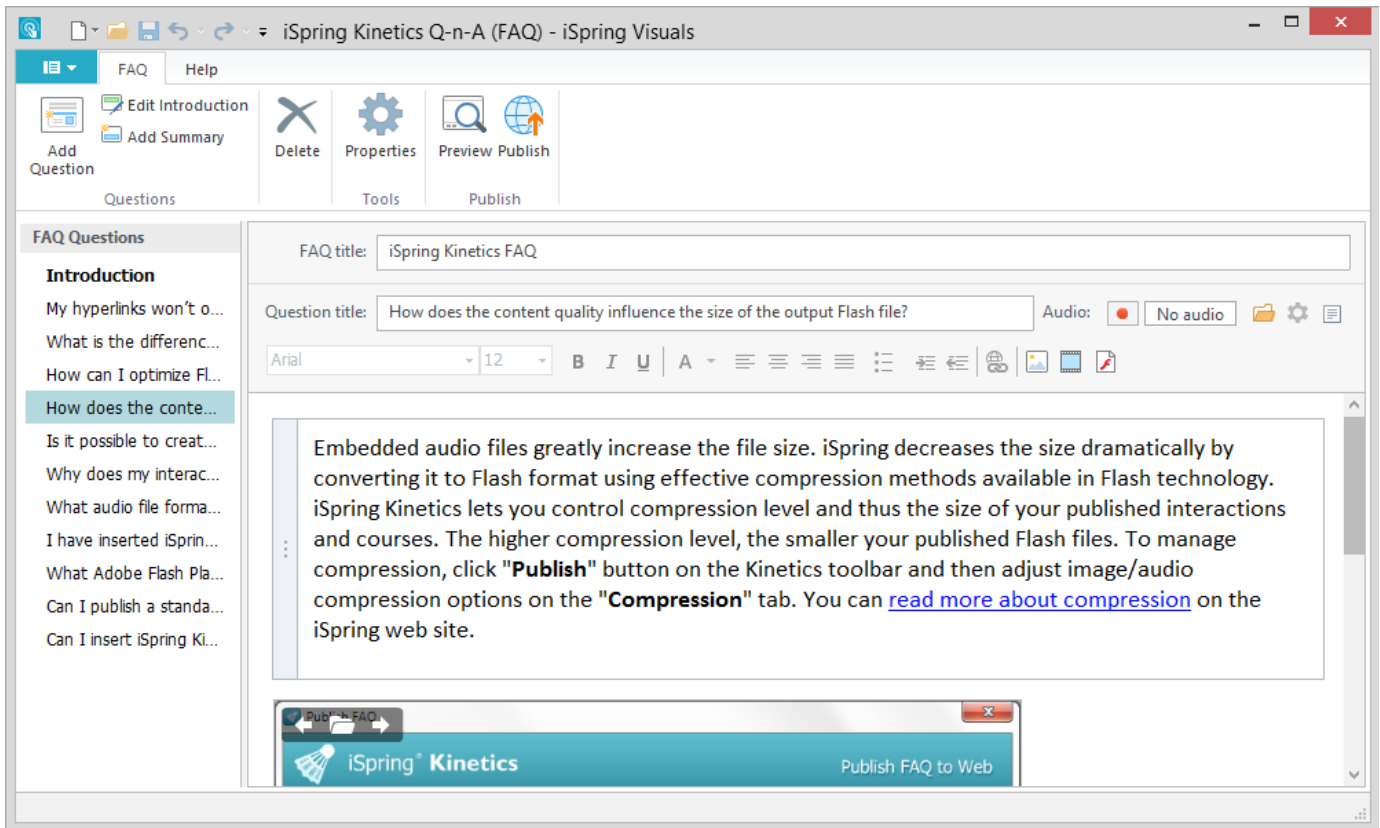 iSpring Kinetics Q-n-A (FAQ) - iSpring Visuals
FAQ Help
Add Question
Edit Introduction
Add Summary
Delete
Properties
Preview
Publish
Questions
Tools
Publish
FAQ Questions
Introduction
My hyperlinks won't o...
What is the differenc...
How can I optimize Fl...
How does the conte...
Is it possible to creat...
Why does my interac...
What audio file forma...
I have inserted iSprin...
What Adobe Flash Pla...
Can I publish a standa...
Can I insert iSpring Ki...
FAQ title: iSpring Kinetics FAQ
Question title: How does the content quality influence the size of the output Flash file?
Audio: No audio
Arial 12 B I U A
Embedded audio files greatly increase the file size. iSpring decreases the size dramatically by
converting it to Flash format using effective compression methods available in Flash technology.
iSpring Kinetics lets you control compression level and thus the size of your published interactions
and courses. The higher compression level, the smaller your published Flash files. To manage
compression, click "Publish" button on the Kinetics toolbar and then adjust image/audio
compression options on the "Compression" tab. You can read more about compression on the
iSpring web site.
Publish FAQ
iSpring® Kinetics
Publish FAQ to Web